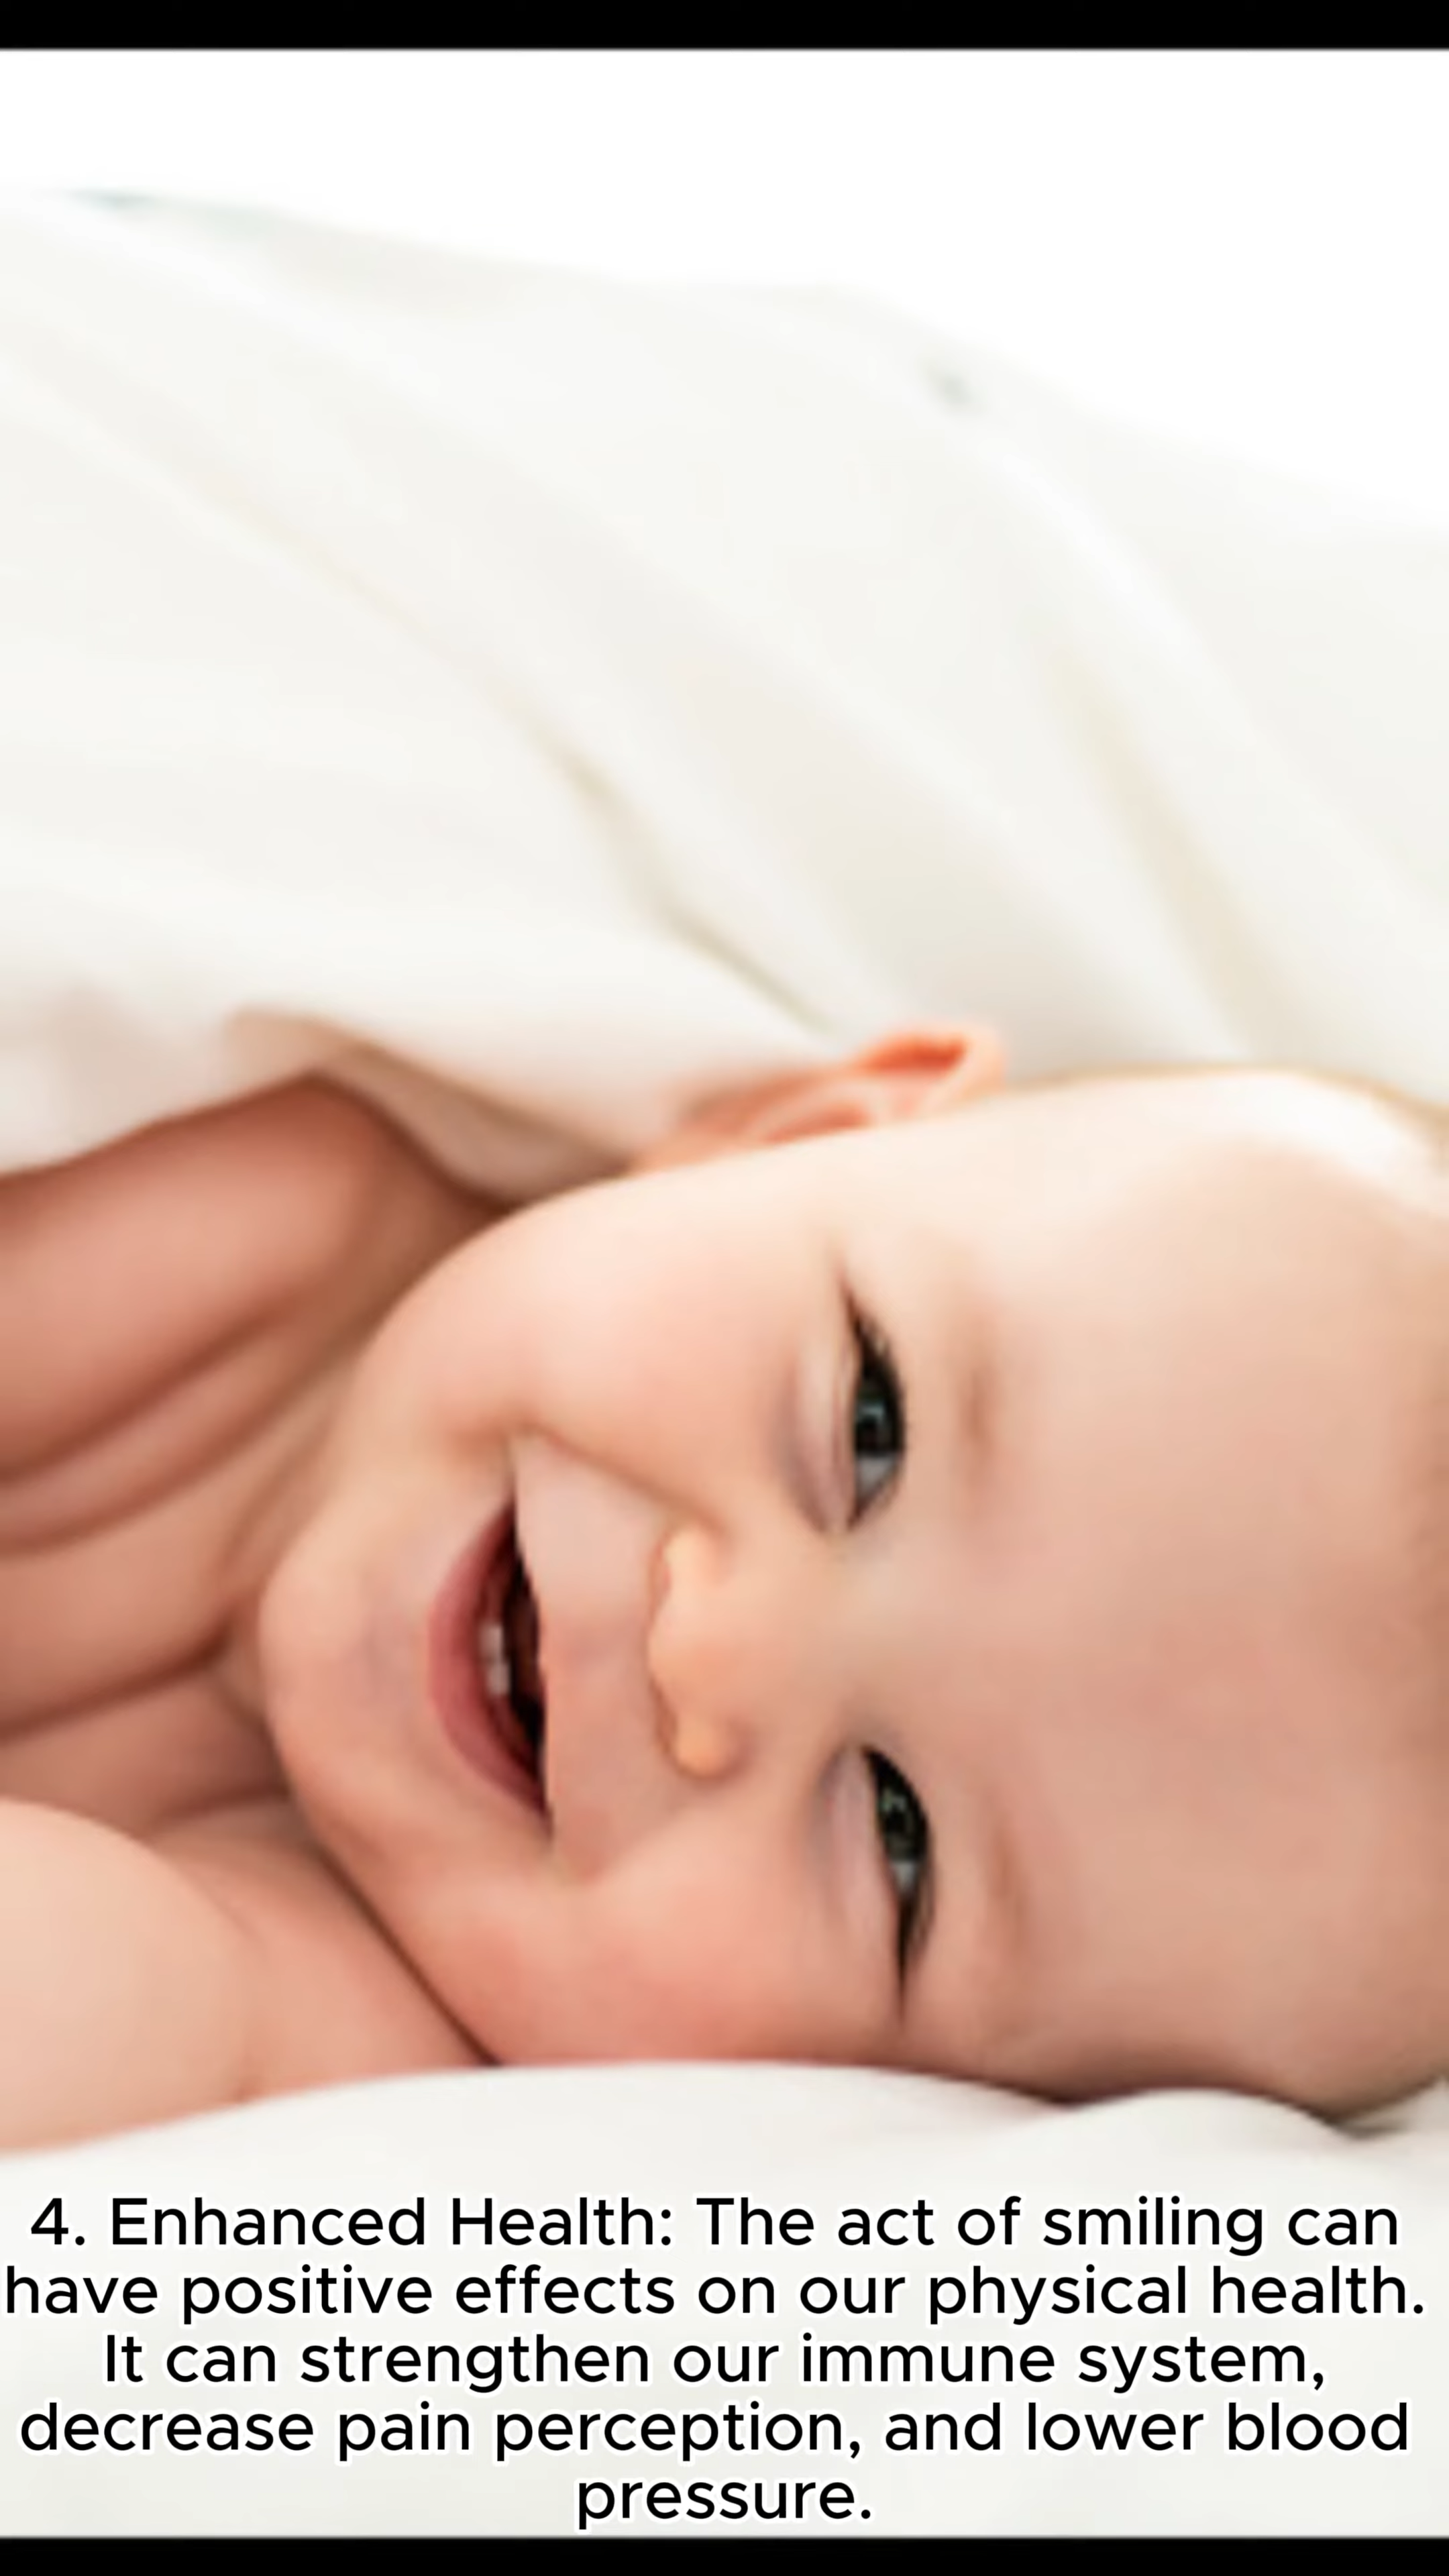 4. Enhanced Health: The act of smiling can
have positive effects on our physical health.
It can strengthen our immune system,
decrease pain perception, and lower blood
pressure.